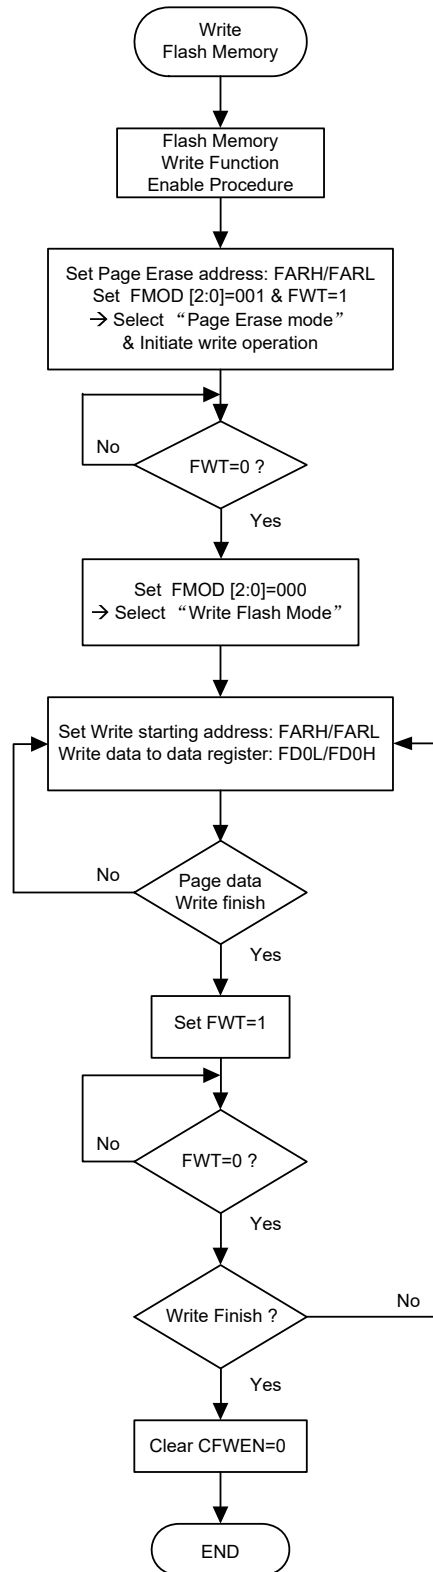 Write
Flash Memory
Flash Memory
Write Function
Enable Procedure
Set Page Erase address: FARH/FARL
Set FMOD [2:0]=001 & FWT=1
→ Select “Page Erase mode”
& Initiate write operation
No
FWT=0 ?
Yes
Set FMOD [2:0]=000
→ Select “Write Flash Mode”
Set Write starting address: FARH/FARL
Write data to data register: FD0L/FD0H
No
Page data
Write finish
Yes
Set FWT=1
No
FWT=0 ?
Yes
Write Finish ?
No
Yes
Clear CFWEN=0
END